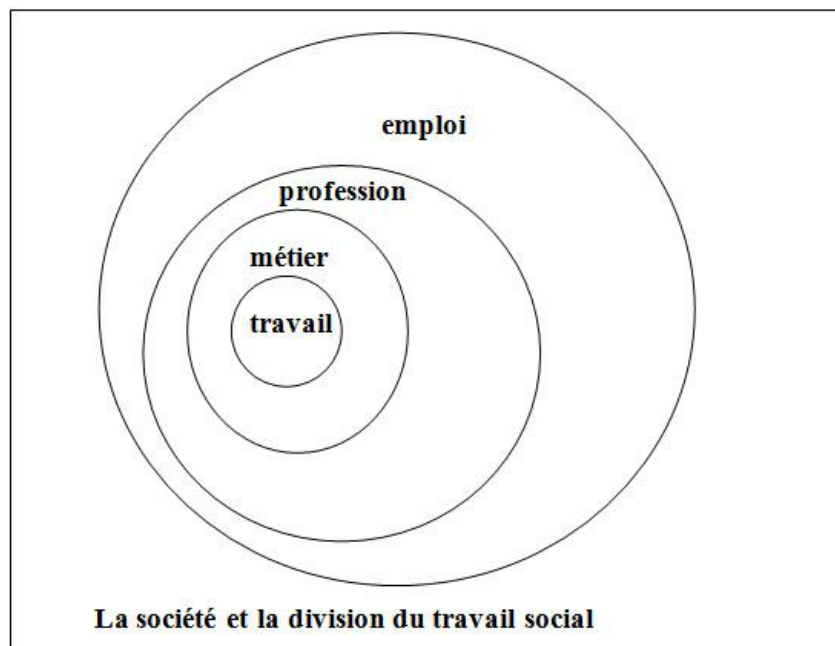 emploi
profession
métier
travail
La société et la division du travail social